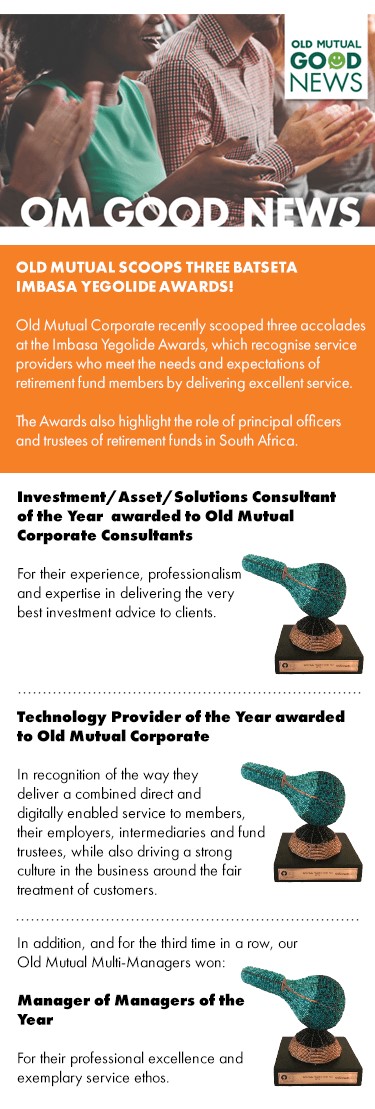 OLD MUTUAL
GOOD
NEWS
OM GOOD NEWS
OLD MUTUAL SCOOPS THREE BATSETA
IMBASA YEGOLIDE AWARDS!
Old Mutual Corporate recently scooped three accolades
at the Imbasa Yegolide Awards, which recognise service
providers who meet the needs and expectations of
retirement fund members by delivering excellent service.
The Awards also highlight the role of principal officers
and trustees of retirement funds in South Africa.
Investment/Asset/Solutions Consultant
of the Year awarded to Old Mutual
Corporate Consultants
For their experience, professionalism
and expertise in delivering the very
best investment advice to clients.
Technology Provider of the Year awarded
to Old Mutual Corporate
In recognition of the way they
deliver a combined direct and
digitally enabled service to members,
their employers, intermediaries and fund
trustees, while also driving a strong
culture in the business around the fair
treatment of customers.
In addition, and for the third time in a row, our
Old Mutual Multi-Managers won:
Manager of Managers of the
Year
For their professional excellence and
exemplary service ethos.